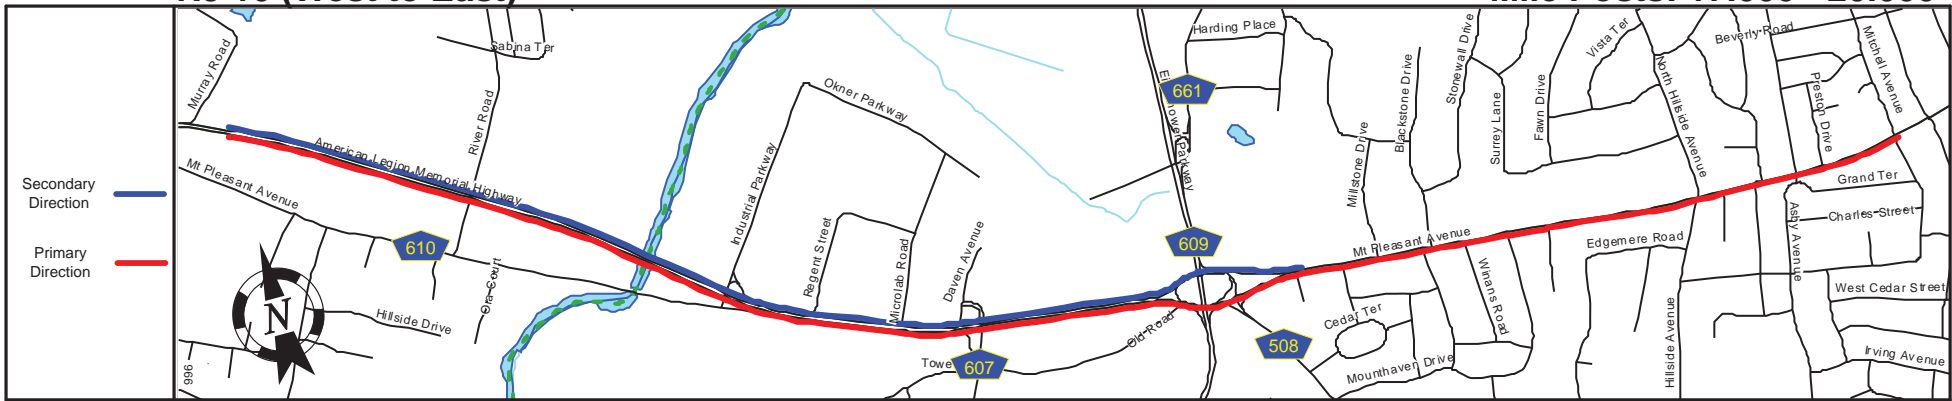 Secondary
Direction
Primary
Direction
Murray Road
Sabina Ter
River Road
American Legion Memorial Highway
Mt Pleasant Avenue
610
Ora Court
Hillside Drive
N
966
Industrial Parkway
Okner Parkway
Regent Street
Microlab Road
Daven Avenue
607
Old Road
Harding Place
661
609
508
Millstone Drive
Blackstone Drive
Stonewall Drive
Surrey Lane
Fawn Drive
Vista Ter
North Hillside Avenue
Beverly Road
Mitchell Avenue
Preston Drive
Mt Pleasant Avenue
Grand Ter
Charles Street
Asby Avenue
Edgemere Road
West Cedar Street
Winans Road
Cedar Ter
Mounthaven Drive
Hillside Avenue
Irving Avenue